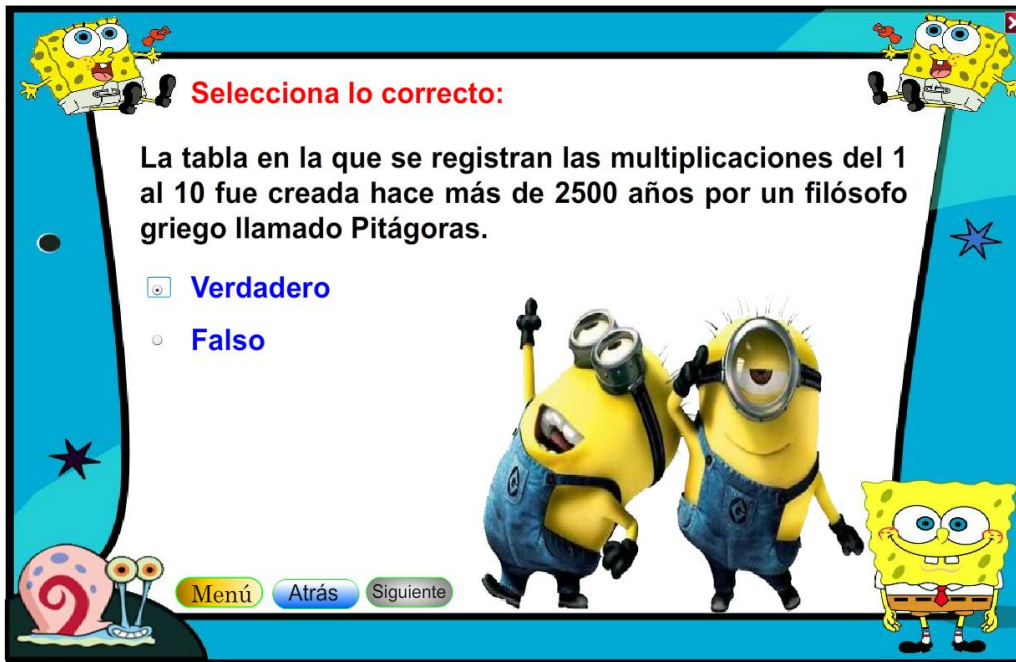 Selecciona lo correcto:
La tabla en la que se registran las multiplicaciones del 1
al 10 fue creada hace más de 2500 años por un filósofo
griego llamado Pitágoras.
Verdadero
Falso
Menú Atrás Siguiente